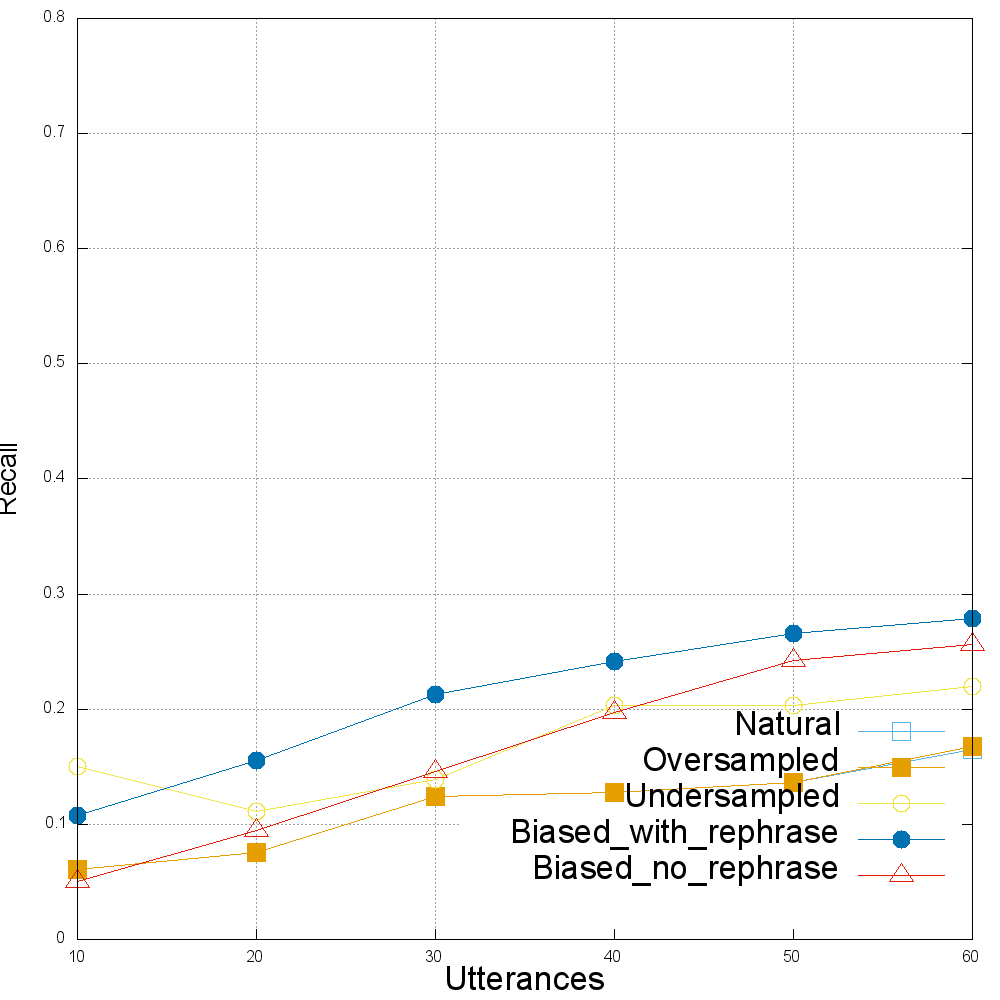 0.8
0.7
0.6
0.5
0.4
0.3
0.2
0.1
0
Recall
10 20 30 40 50 60
Utterances
Natural
Oversampled
Undersampled
Biased_with_rephrase
Biased_no_rephrase